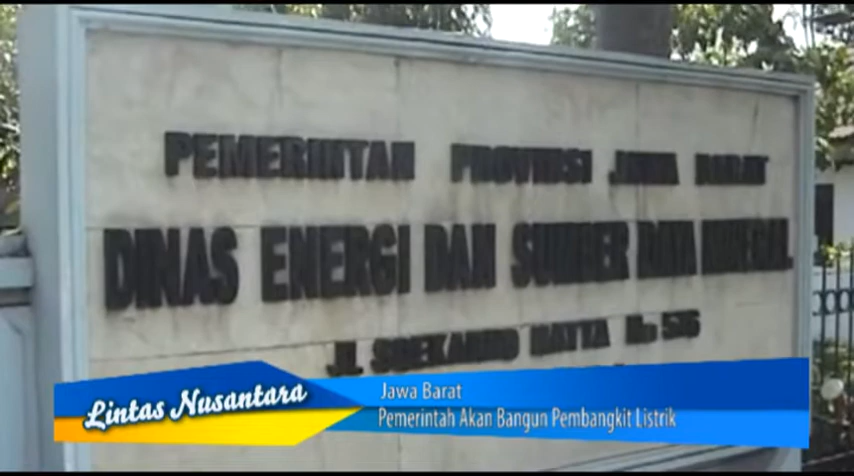 PEMERINTAH PROVINSI JAWA BARAT
DINAS ENERGI DAN SUMBER DAYA MINERAL
Jl. SOEKARNO HATTA No 576
Lintas Nusantara
Jawa Barat
Pemerintah Akan Bangun Pembangkit Listrik